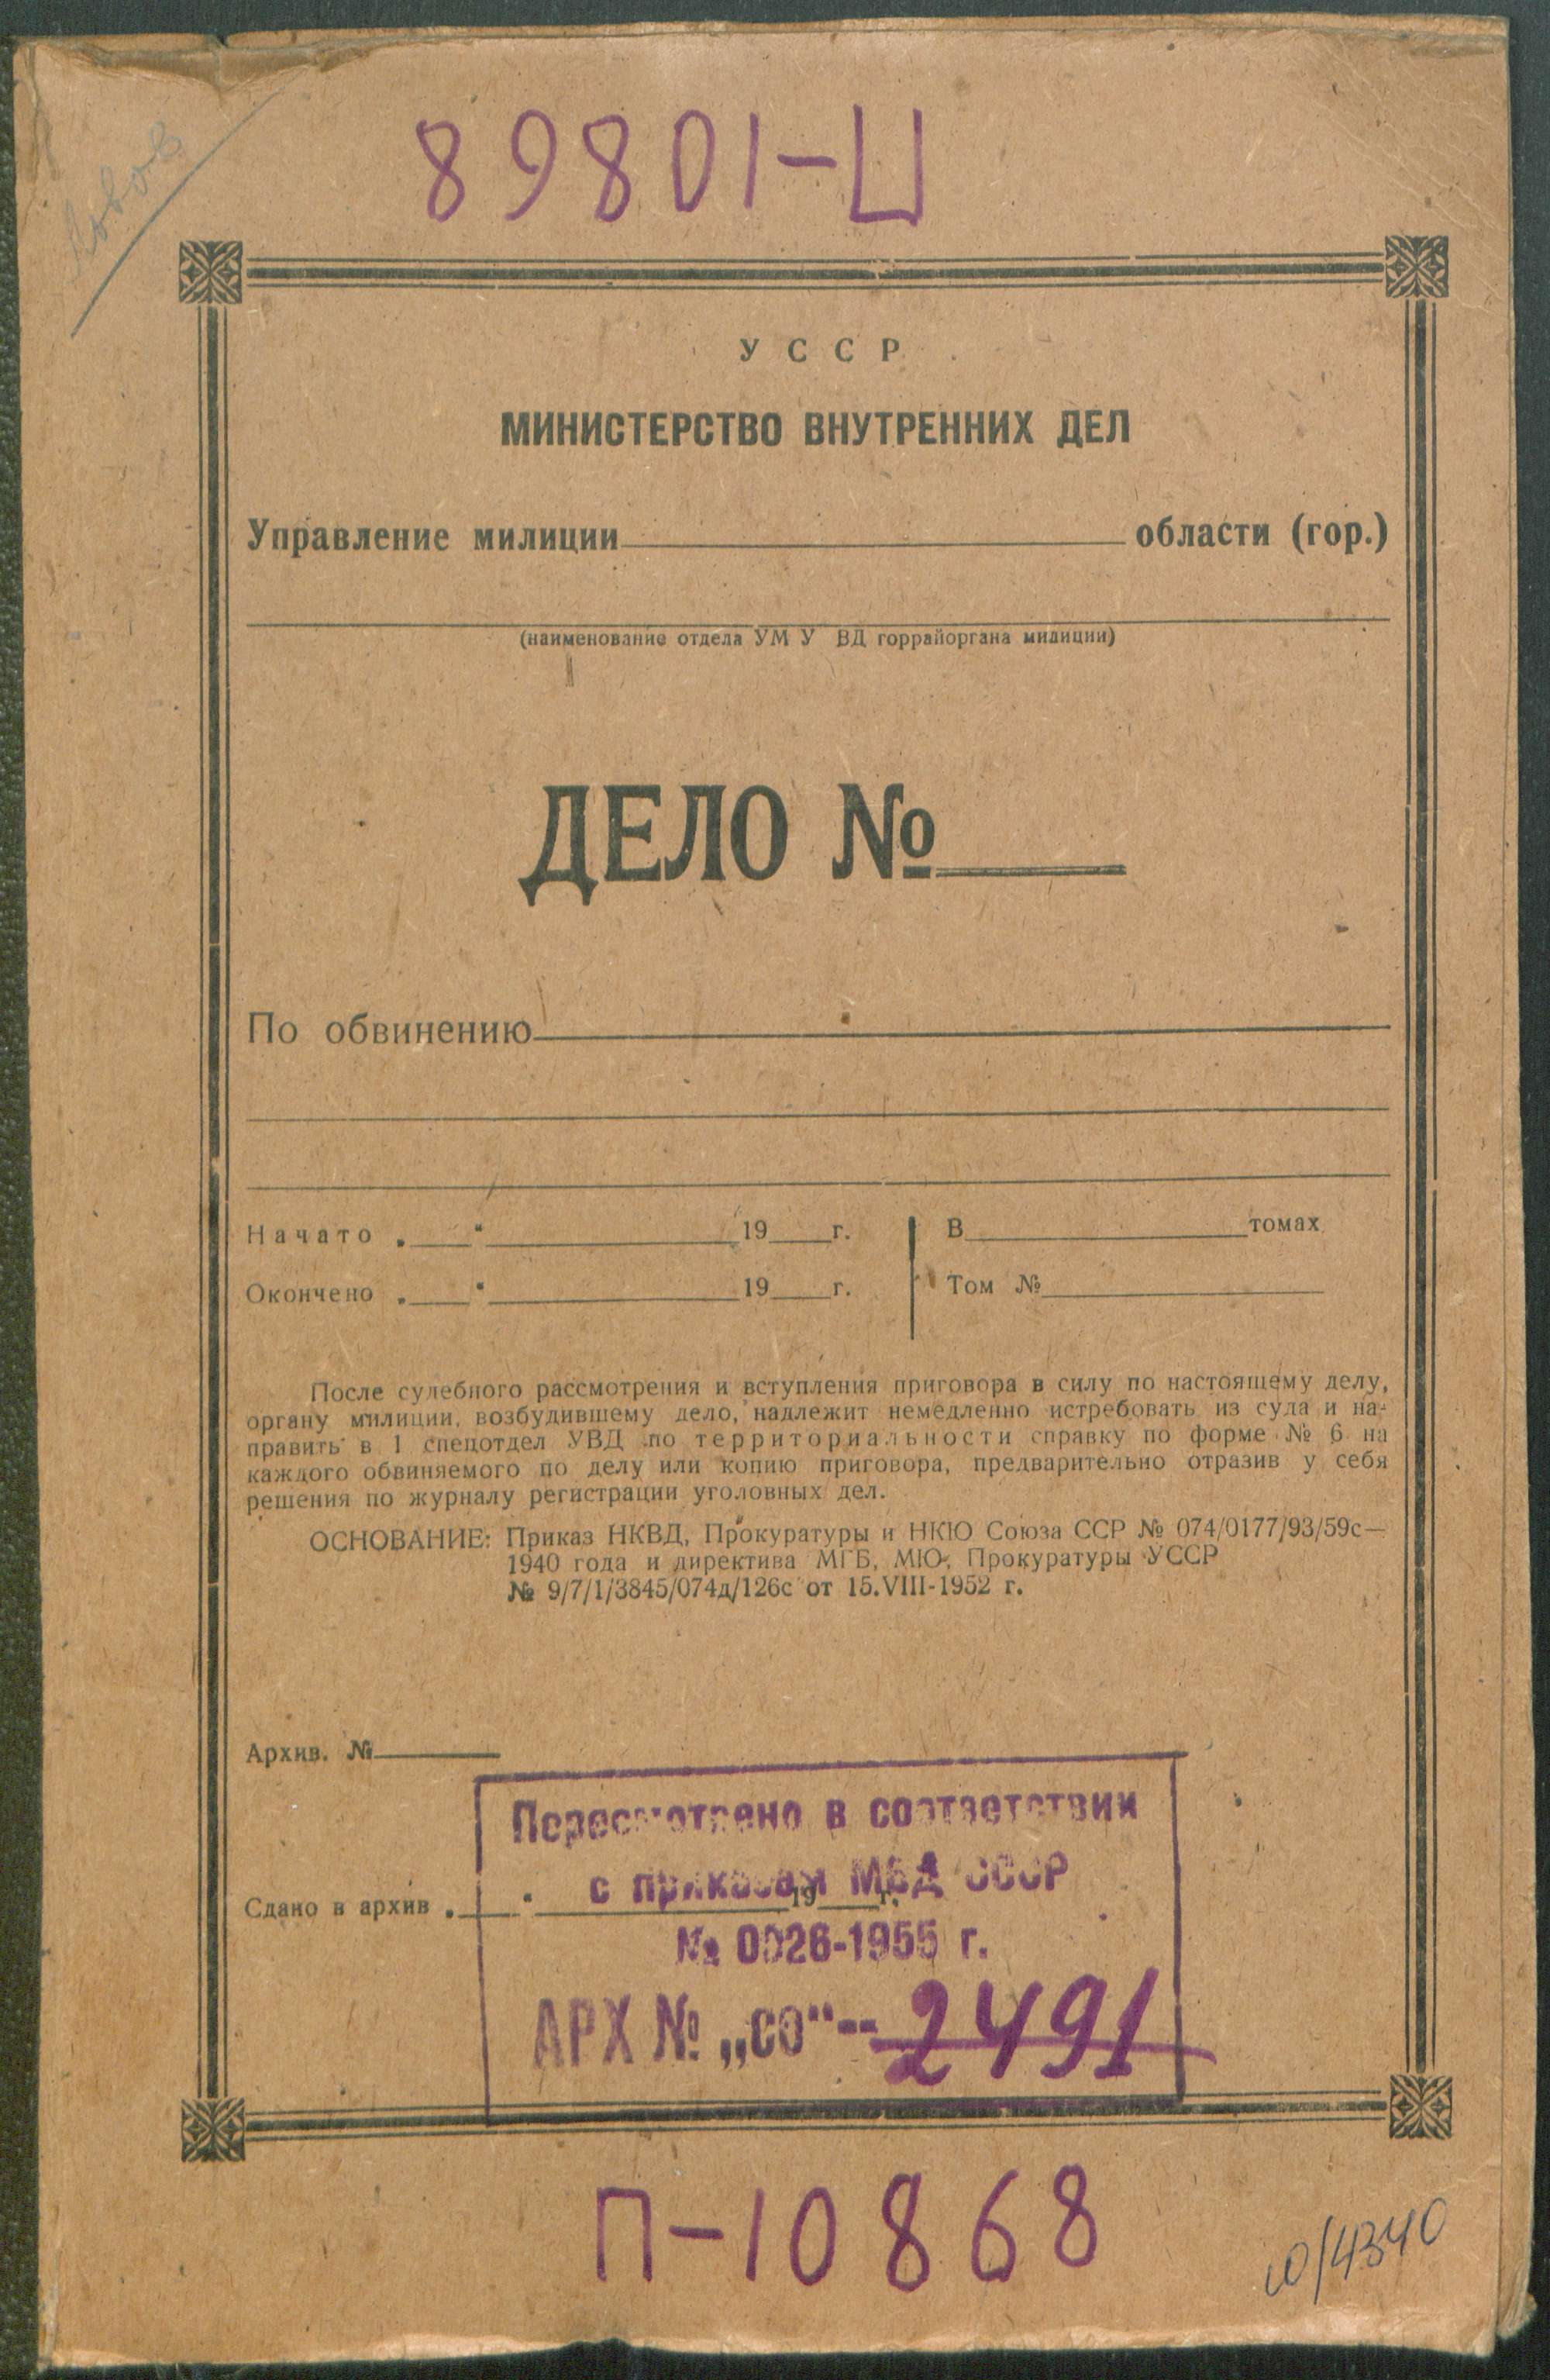 Львов
П-10868
УССР
МИНИСТЕРСТВО ВНУТРЕННИХ ДЕЛ
Управление милиции области (гор.)
(наименование отдела УМ У ВД горрайоргана милиции)
ДЕЛО №
По обвинению
Начато „ “ 19 г. В томах
Окончено „ “ 19 г. Том №
После судебного рассмотрения и вступления приговора в силу по настоящему делу,
органу милиции, возбудившему дело, надлежит немедленно истребовать из суда и на-
править в 1 спецотдел УВД по территориальности справку по форме № 6 на
каждого обвиняемого по делу или копию приговора, предварительно отразив у себя
решения по журналу регистрации уголовных дел.
ОСНОВАНИЕ: Приказ НКВД, Прокуратуры и НКЮ Союза ССР № 074/0177/93/59с—
1940 года и директива МГБ, МЮ, Прокуратуры УССР
№ 9/7/1/3845/074д/126с от 15.VIII-1952 г.
Архив. №
Пересмотрено в соответствии
с приказом МВД СССР
Сдано в архив „ “ 19 г.
№ 0026-1955 г.
АРХ № „СО“-- 2491
П-10868
ю/4340